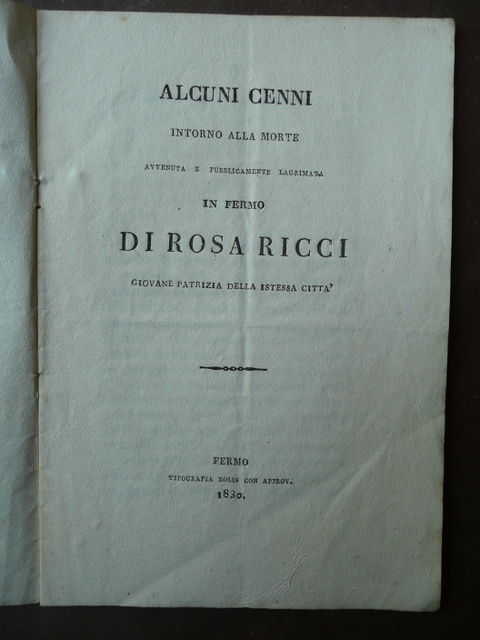 ALCUNI CENNI
INTORNO ALLA MORTE
AVVENUTA E PUBBLICAMENTE LAGRIMATA
IN FERMO
DI ROSA RICCI
GIOVANE PATRIZIA DELLA ISTESSA CITTA'
FERMO
TIPOGRAFIA BOLIS CON APPROV.
1830.